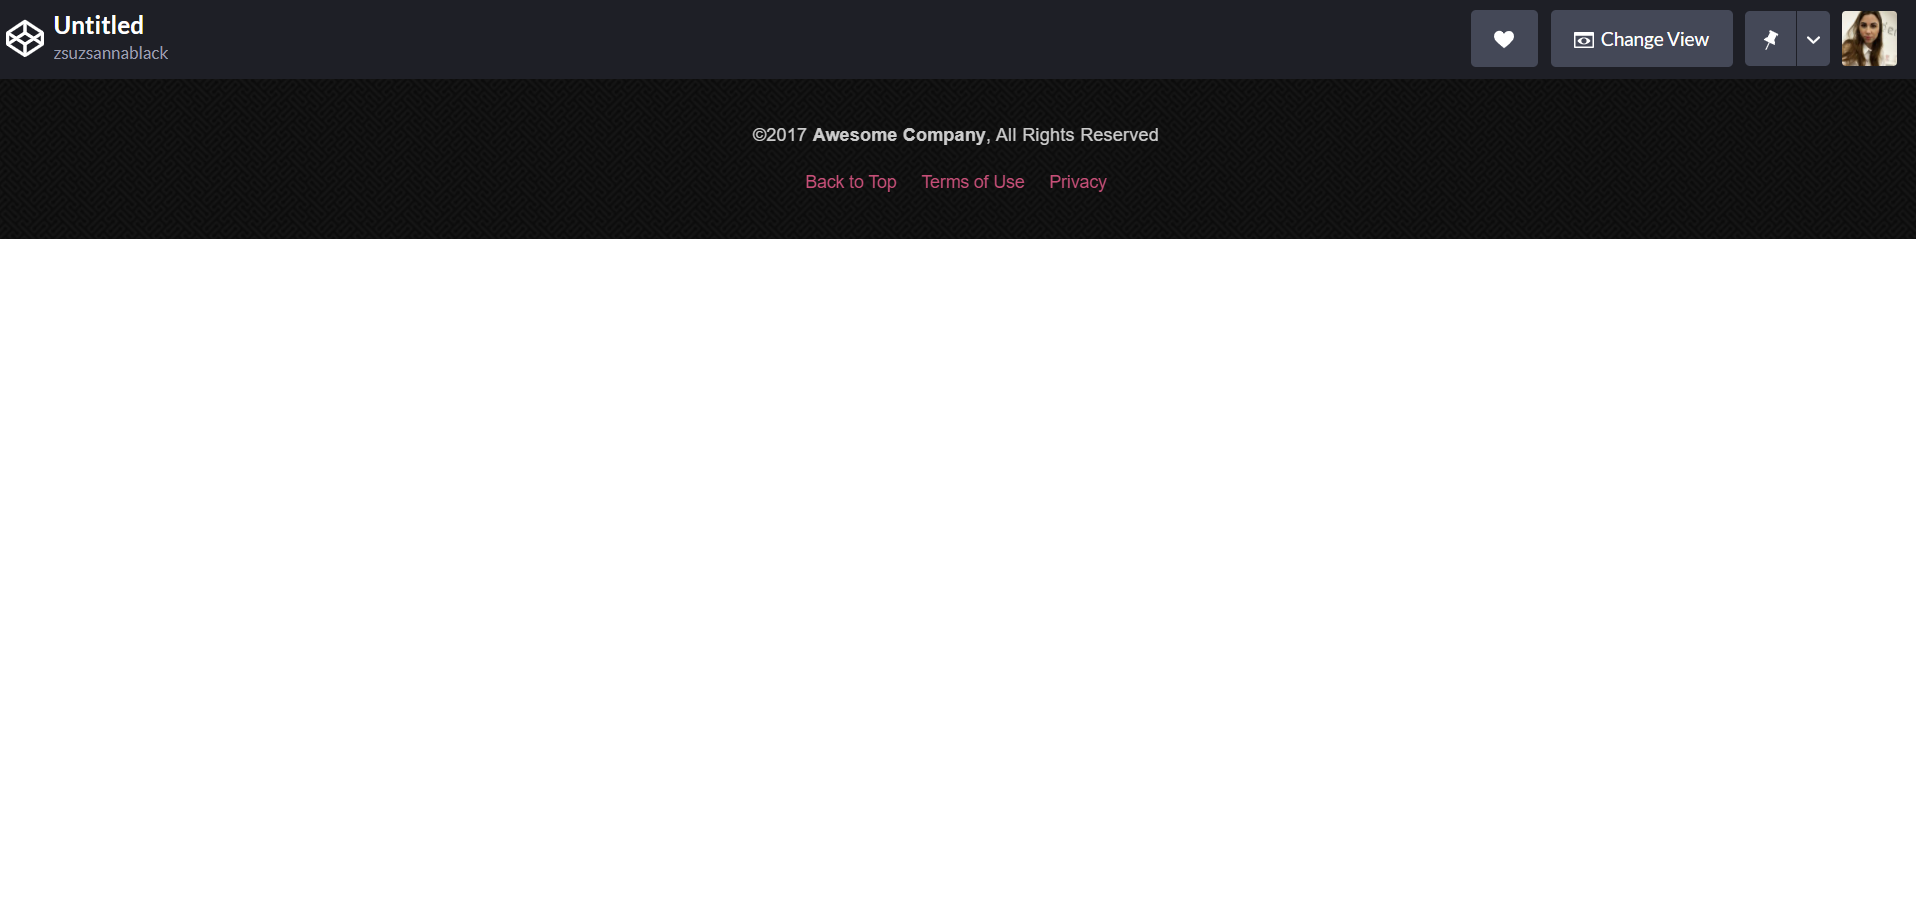 Untitled
zsuzsannablack
Change View
©2017 Awesome Company, All Rights Reserved
Back to Top Terms of Use Privacy